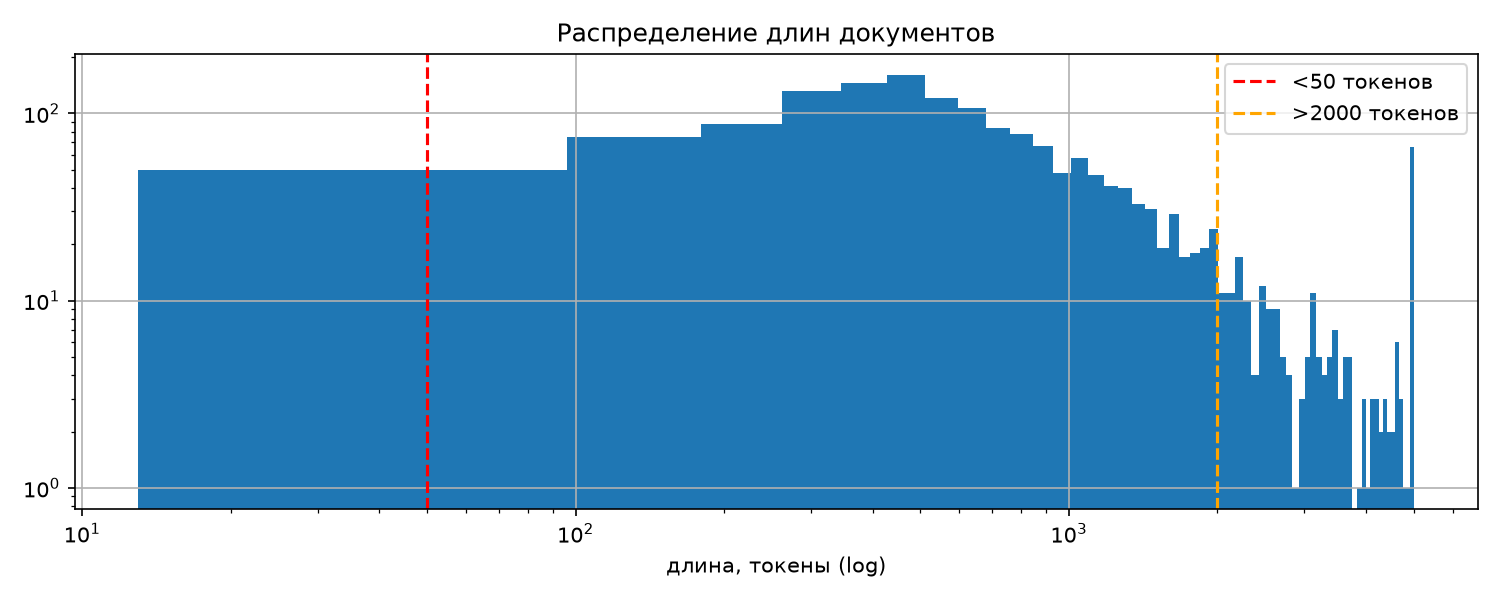 Распределение длин документов
<50 токенов
>2000 токенов
10²
10¹
10⁰
10¹
10²
10³
длина, токены (log)